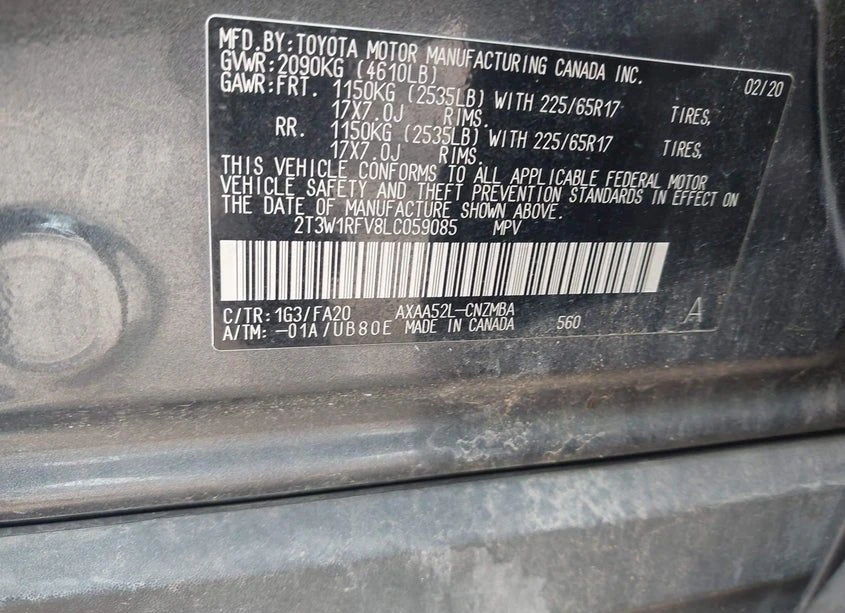 MFD.BY:TOYOTA MOTOR MANUFACTURING CANADA INC.
GVWR:2090KG (4610LB) 02/20
GAWR:FRT. 1150KG (2535LB) WITH 225/65R17 TIRES,
17X7.0J RIMS.
RR. 1150KG (2535LB) WITH 225/65R17 TIRES,
17X7.0J RIMS.
THIS VEHICLE CONFORMS TO ALL APPLICABLE FEDERAL MOTOR
VEHICLE SAFETY AND THEFT PREVENTION STANDARDS IN EFFECT ON
THE DATE OF MANUFACTURE SHOWN ABOVE.
2T3W1RFV8LC059085 MPV
C/TR:1G3/FA20 AXAA52L-CNZMBA
A/TM: -01A/UB80E MADE IN CANADA 560 A